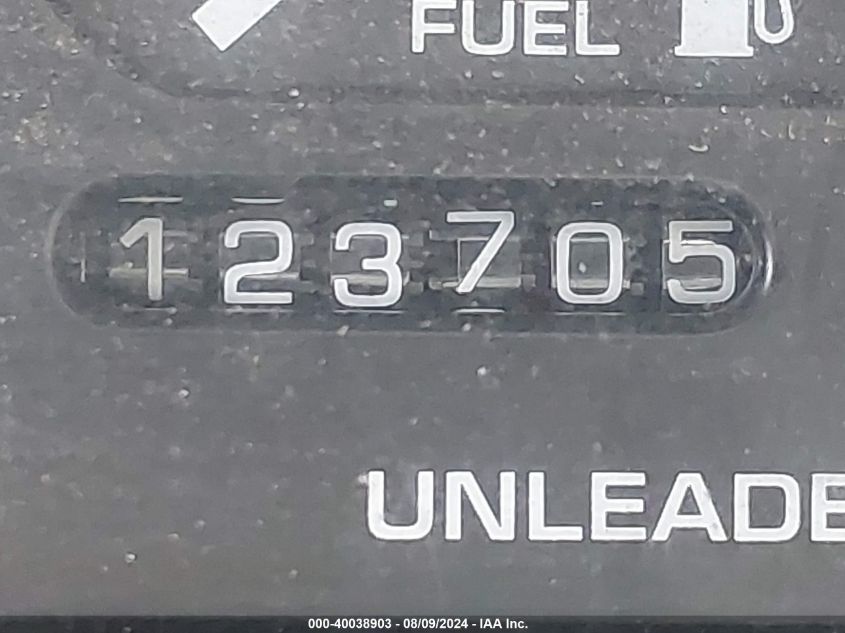 FUEL
123705
UNLEADE
000-40038903 - 08/09/2024 - IAA Inc.